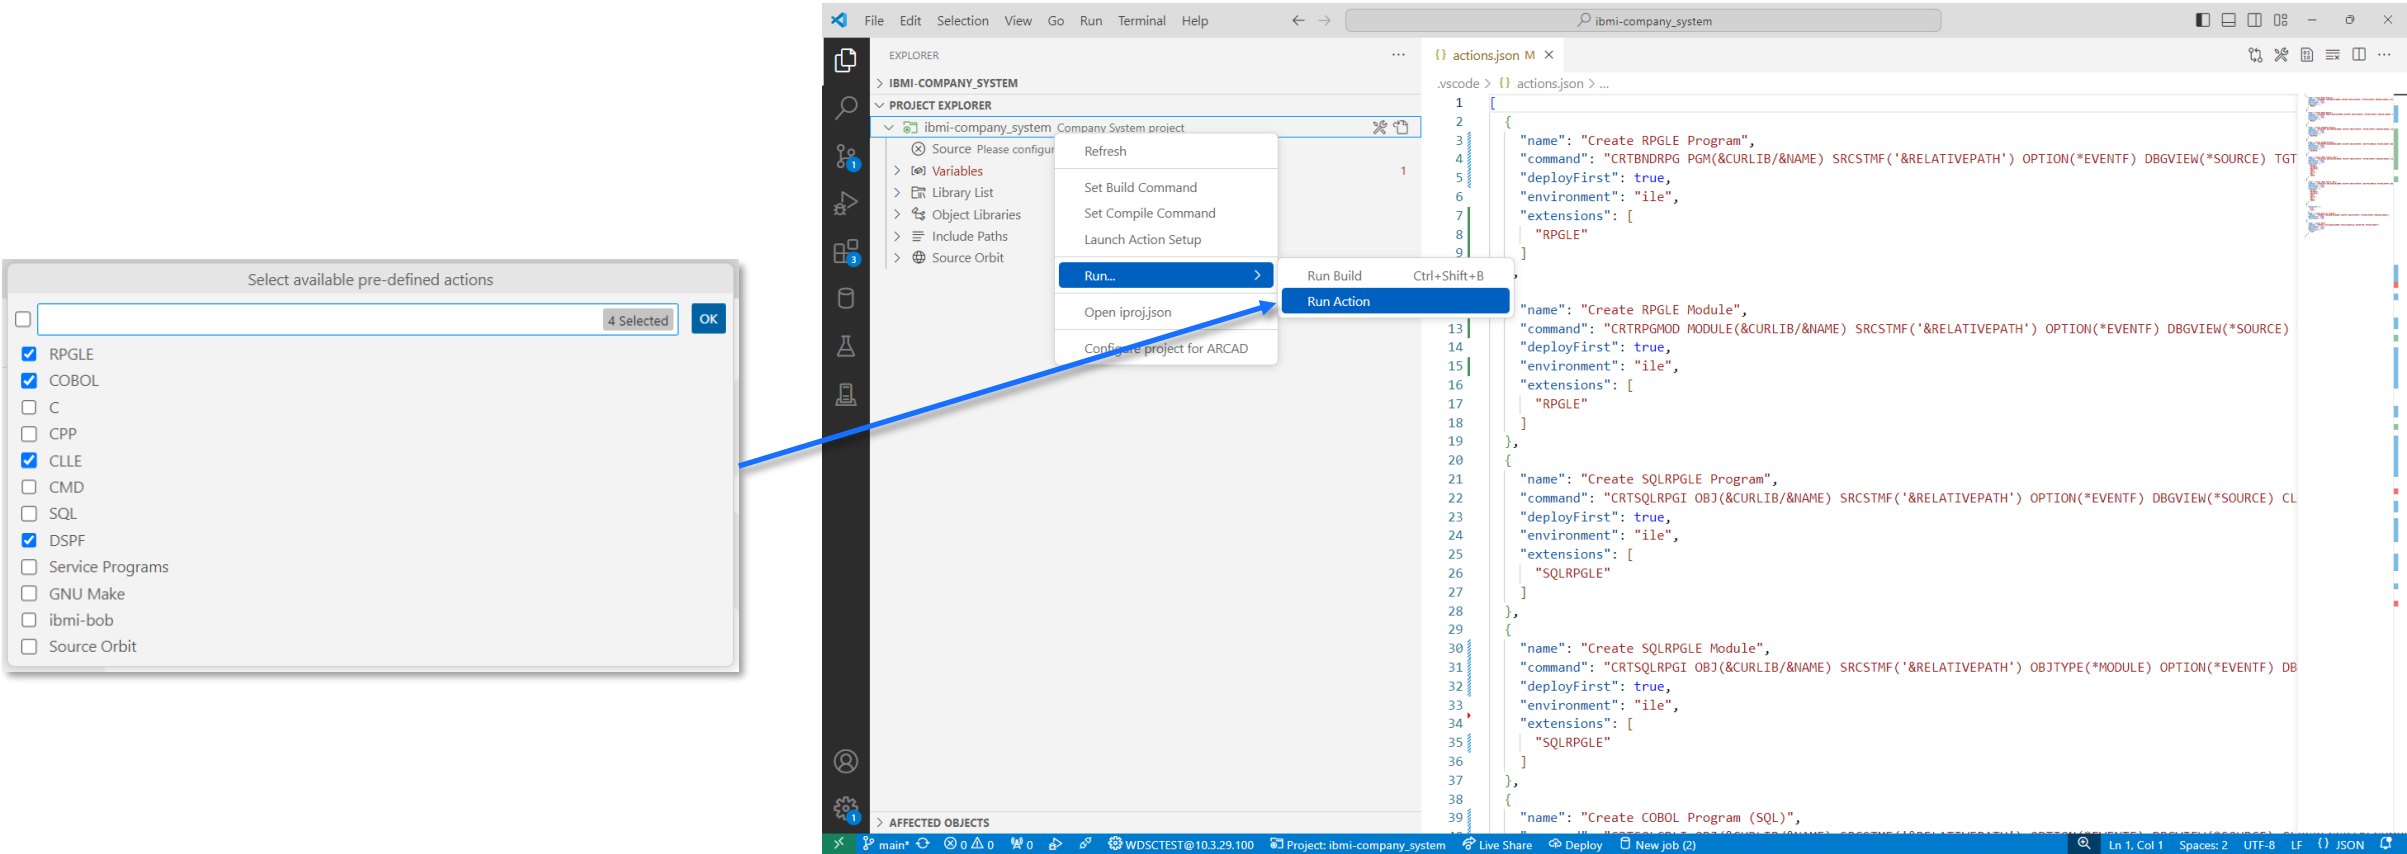 Select available pre-defined actions
4 Selected
OK
RPGLE
COBOL
C
CPP
CLLE
CMD
SQL
DSPF
Service Programs
GNU Make
ibmi-bob
Source Orbit
File Edit Selection View Go Run Terminal Help
ibmi-company_system
EXPLORER
IBMI-COMPANY_SYSTEM
PROJECT EXPLORER
ibmi-company_system Company System project
Source Please configur
Variables 1
Library List
Object Libraries
Include Paths
Source Orbit
Refresh
Set Build Command
Set Compile Command
Launch Action Setup
Run...
Open iproj.json
Configure project for ARCAD
Run Build Ctrl+Shift+B
Run Action
AFFECTED OBJECTS
1
3
1
actions.json M
.vscode > {} actions.json > ...
1 [
2 {
3 "name": "Create RPGLE Program",
4 "command": "CRTBNDRPG PGM(&CURLIB/&NAME) SRCSTMF('&RELATIVEPATH') OPTION(*EVENTF) DBGVIEW(*SOURCE) TGT
5 "deployFirst": true,
6 "environment": "ile",
7 "extensions": [
8 "RPGLE"
9 ]
,
"name": "Create RPGLE Module",
13 "command": "CRTRPGMOD MODULE(&CURLIB/&NAME) SRCSTMF('&RELATIVEPATH') OPTION(*EVENTF) DBGVIEW(*SOURCE)
14 "deployFirst": true,
15 "environment": "ile",
16 "extensions": [
17 "RPGLE"
18 ]
19 },
20 {
21 "name": "Create SQLRPGLE Program",
22 "command": "CRTSQLRPGI OBJ(&CURLIB/&NAME) SRCSTMF('&RELATIVEPATH') OPTION(*EVENTF) DBGVIEW(*SOURCE) CL
23 "deployFirst": true,
24 "environment": "ile",
25 "extensions": [
26 "SQLRPGLE"
27 ]
28 },
29 {
30 "name": "Create SQLRPGLE Module",
31 "command": "CRTSQLRPGI OBJ(&CURLIB/&NAME) SRCSTMF('&RELATIVEPATH') OBJTYPE(*MODULE) OPTION(*EVENTF) DB
32 "deployFirst": true,
33 "environment": "ile",
34 "extensions": [
35 "SQLRPGLE"
36 ]
37 },
38 {
39 "name": "Create COBOL Program (SQL)",
main* 0 0 0 WDSCTEST@10.3.29.100 Project: ibmi-company_system Live Share Deploy New job (2) Ln 1, Col 1 Spaces: 2 UTF-8 LF {} JSON